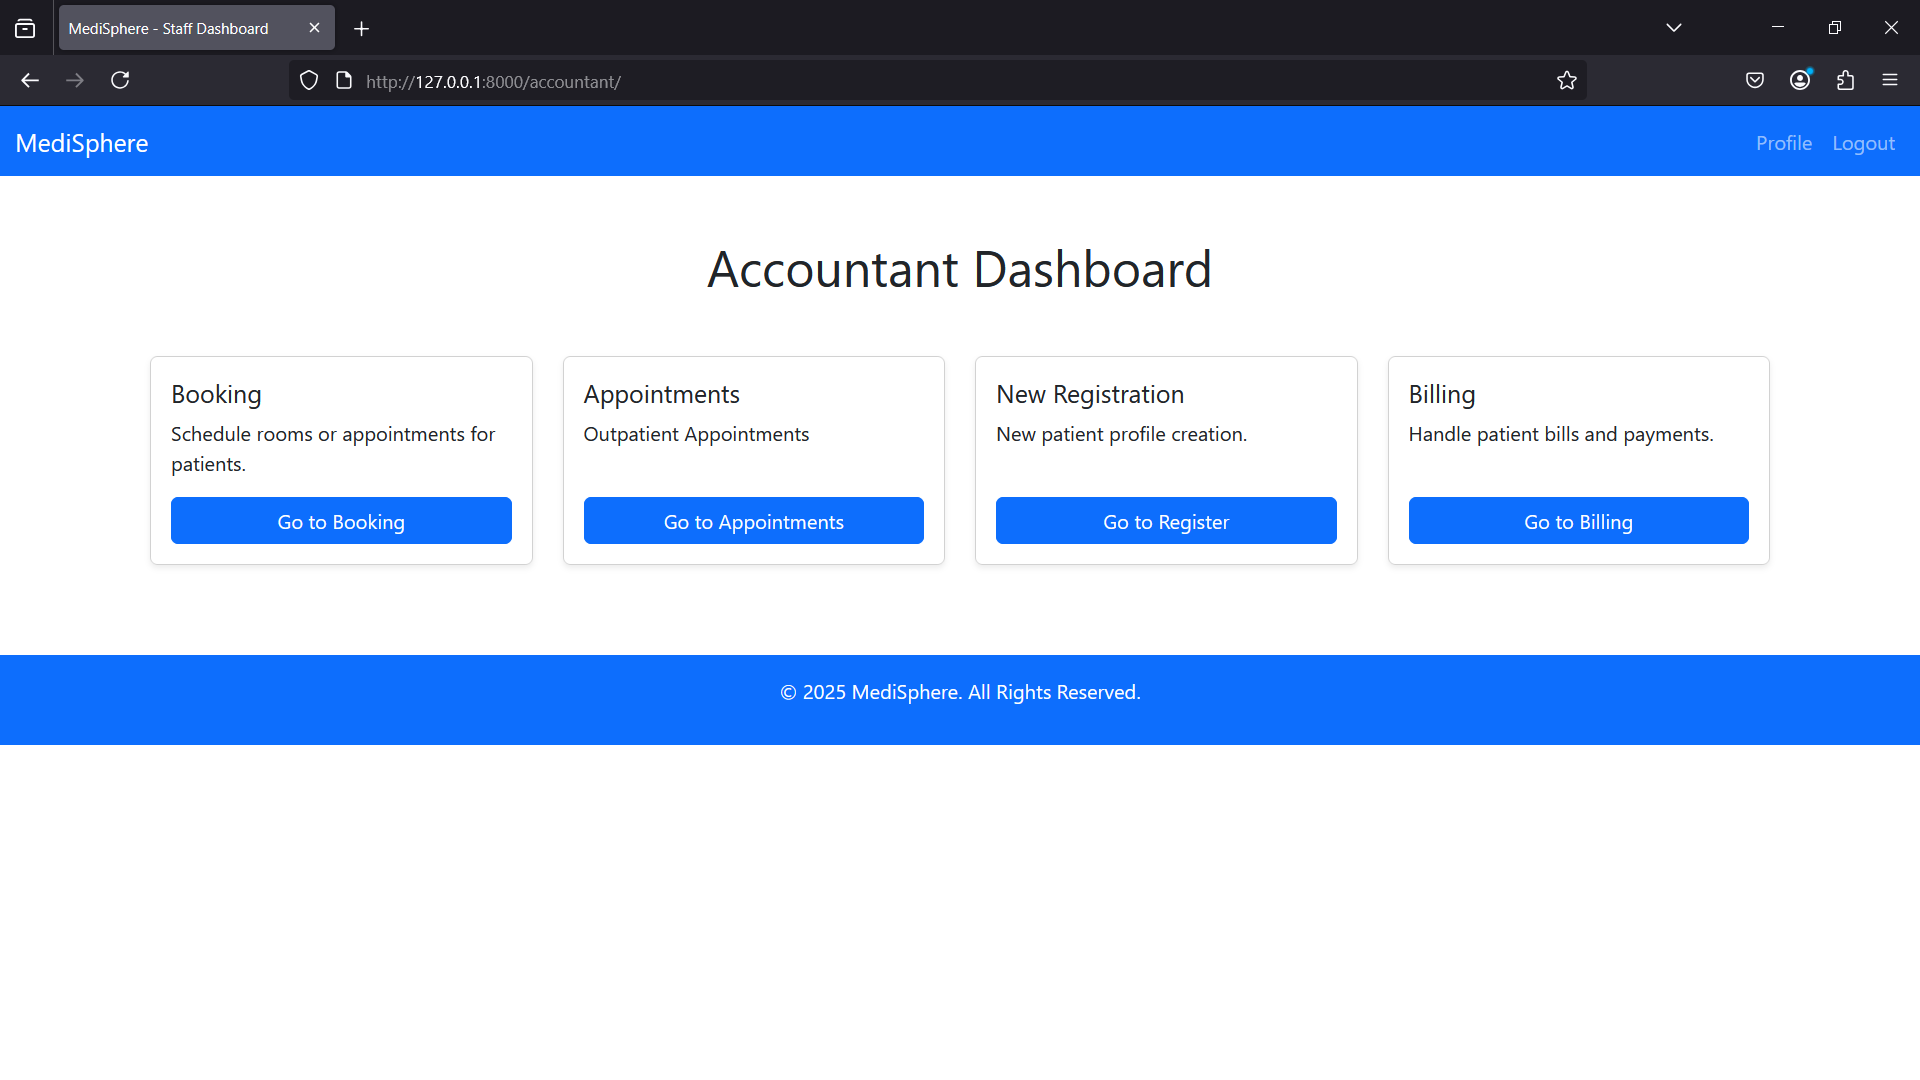 MediSphere - Staff Dashboard
http://127.0.0.1:8000/accountant/
MediSphere
Profile Logout
Accountant Dashboard
Booking
Schedule rooms or appointments for
patients.
Go to Booking
Appointments
Outpatient Appointments
Go to Appointments
New Registration
New patient profile creation.
Go to Register
Billing
Handle patient bills and payments.
Go to Billing
© 2025 MediSphere. All Rights Reserved.